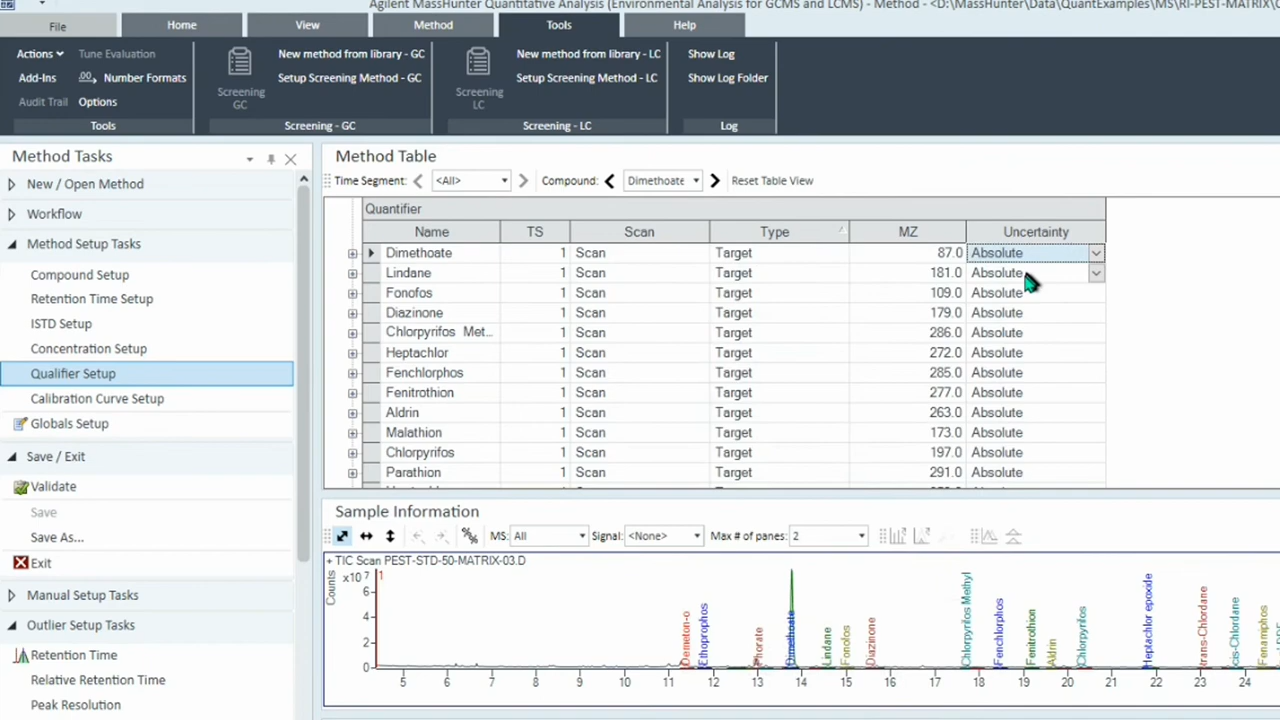 Agilent MassHunter Quantitative Analysis (Environmental Analysis for GCMS and LCMS) - Method - <D:\MassHunter\Data\QuantExamples\MS\RI-PEST-MATRIX\
File Home View Method Tools Help
Actions Tune Evaluation
Add-Ins .00 Number Formats
Audit Trail Options
Tools
Screening GC
New method from library - GC
Setup Screening Method - GC
Screening - GC
Screening LC
New method from library - LC
Setup Screening Method - LC
Screening - LC
Show Log
Show Log Folder
Log
Method Tasks
New / Open Method
Workflow
Method Setup Tasks
Compound Setup
Retention Time Setup
ISTD Setup
Concentration Setup
Qualifier Setup
Calibration Curve Setup
Globals Setup
Save / Exit
Validate
Save
Save As...
Exit
Manual Setup Tasks
Outlier Setup Tasks
Retention Time
Relative Retention Time
Peak Resolution
Method Table
Time Segment: <All> Compound: Dimethoate Reset Table View
Quantifier
Name TS Scan Type MZ Uncertainty
Dimethoate 1 Scan Target 87.0 Absolute
Lindane 1 Scan Target 181.0 Absolute
Fonofos 1 Scan Target 109.0 Absolute
Diazinone 1 Scan Target 179.0 Absolute
Chlorpyrifos Met... 1 Scan Target 286.0 Absolute
Heptachlor 1 Scan Target 272.0 Absolute
Fenchlorphos 1 Scan Target 285.0 Absolute
Fenitrothion 1 Scan Target 277.0 Absolute
Aldrin 1 Scan Target 263.0 Absolute
Malathion 1 Scan Target 173.0 Absolute
Chlorpyrifos 1 Scan Target 197.0 Absolute
Parathion 1 Scan Target 291.0 Absolute
Sample Information
MS: All Signal: <None> Max # of panes: 2
+ TIC Scan PEST-STD-50-MATRIX-03.D
Counts
x10 7
1
6
4
2
0
Demeton-o
Ethoprophos
Phorate
Dimethoate
Lindane
Fonofos
Diazinone
Chlorpyrifos Methyl
Fenchlorphos
Fenitrothion
Aldrin
Chlorpyrifos
Heptachlor epoxide
trans-Chlordane
cis-Chlordane
Fenamiphos
5 6 7 8 9 10 11 12 13 14 15 16 17 18 19 20 21 22 23 24